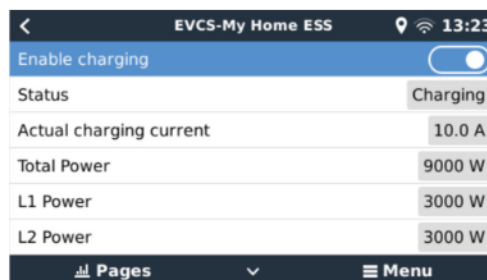 EVCS-My Home ESS 13:23
Enable charging
Status Charging
Actual charging current 10.0 A
Total Power 9000 W
L1 Power 3000 W
L2 Power 3000 W
Pages Menu